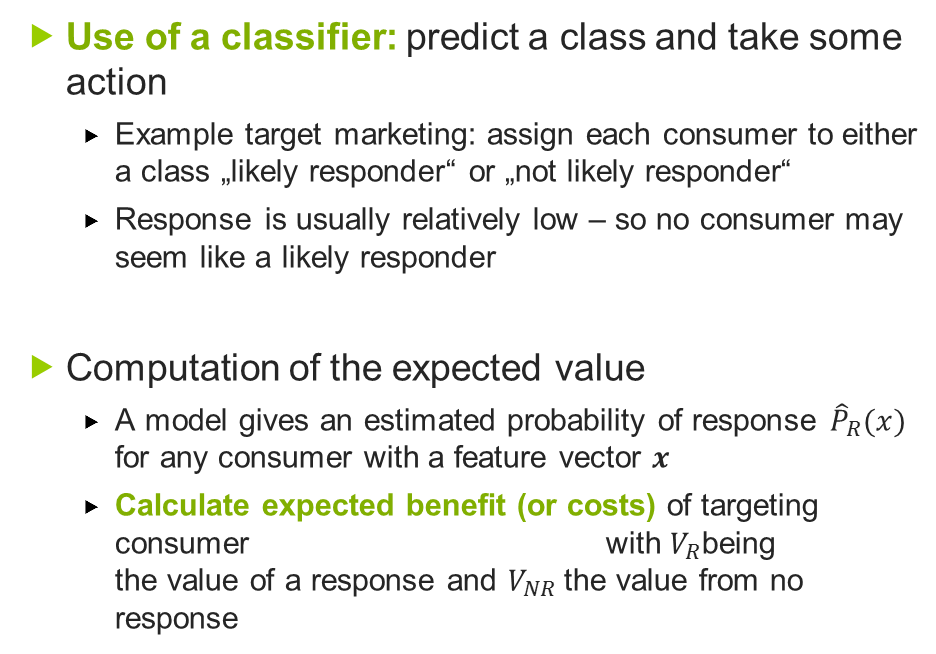 Use of a classifier: predict a class and take some
action
Example target marketing: assign each consumer to either
a class „likely responder“ or „not likely responder“
Response is usually relatively low – so no consumer may
seem like a likely responder
Computation of the expected value
A model gives an estimated probability of response P̂_R(x)
for any consumer with a feature vector x
Calculate expected benefit (or costs) of targeting
consumer with V_R being
the value of a response and V_NR the value from no
response